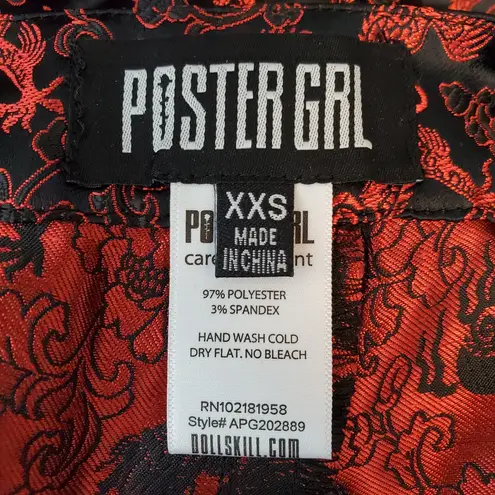 POSTER GRL
XXS
MADE
IN CHINA
97% POLYESTER
3% SPANDEX
HAND WASH COLD
DRY FLAT. NO BLEACH
RN102181958
Style# APG202889
DOLLSKILL.COM